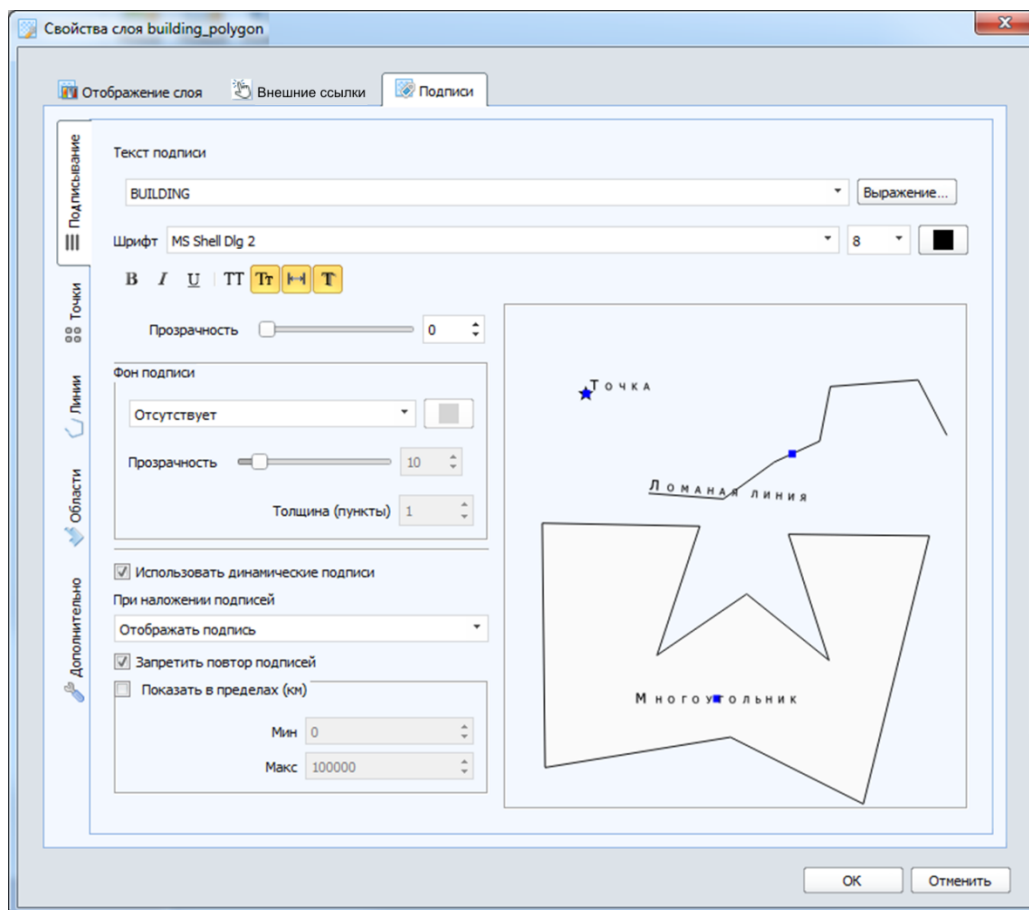 Свойства слоя building_polygon
Отображение слоя
Внешние ссылки
Подписи
Подписывание
Точки
Линии
Области
Дополнительно
Текст подписи
BUILDING
Выражение...
Шрифт MS Shell Dlg 2 8
B I U TT Tт T
Прозрачность 0
Фон подписи
Отсутствует
Прозрачность 10
Толщина (пункты) 1
Использовать динамические подписи
При наложении подписей
Отображать подпись
Запретить повтор подписей
Показать в пределах (км)
Мин 0
Макс 100000
Точка
Ломаная линия
Многоугольник
OK
Отменить